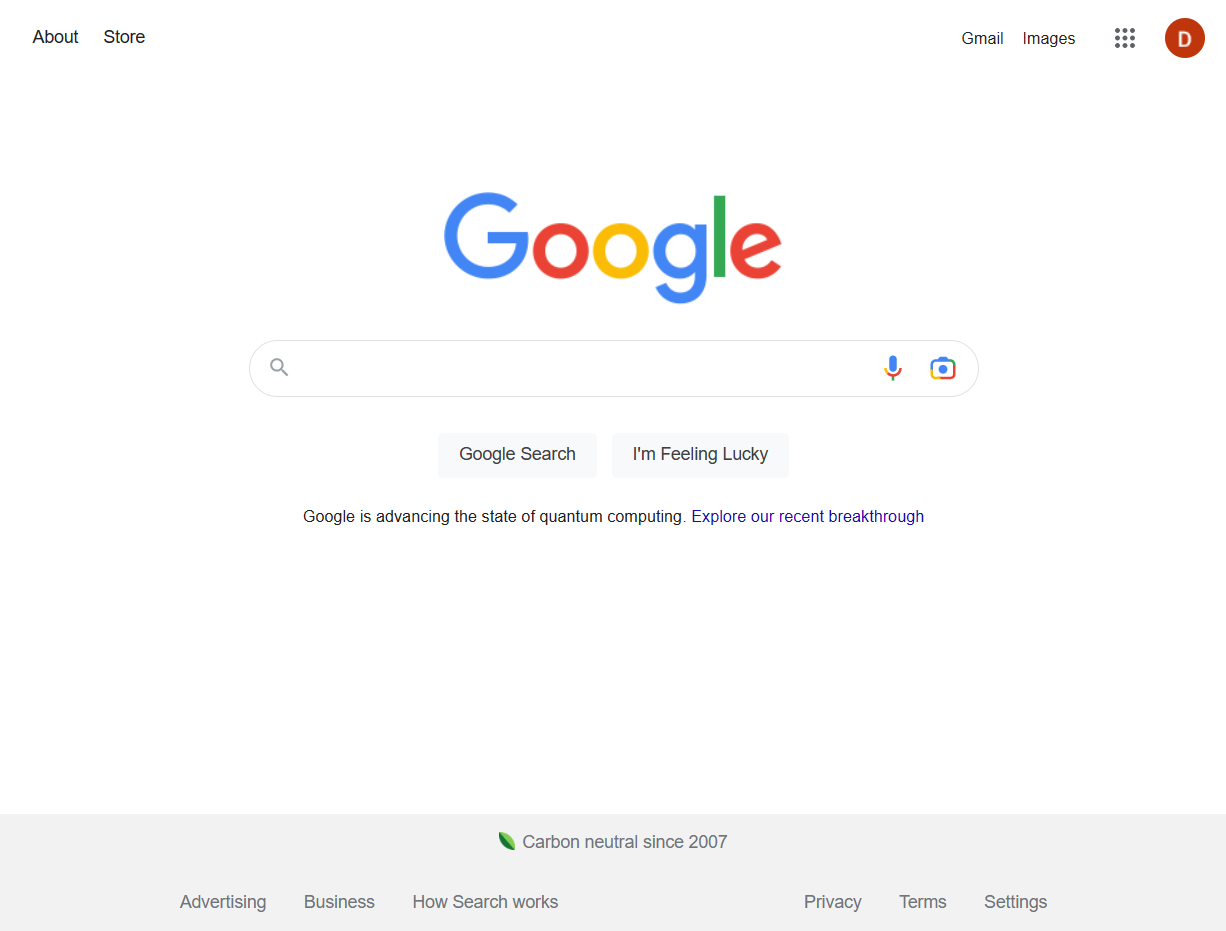 About Store Gmail Images D
Google
Google Search I'm Feeling Lucky
Google is advancing the state of quantum computing. Explore our recent breakthrough
Carbon neutral since 2007
Advertising Business How Search works Privacy Terms Settings